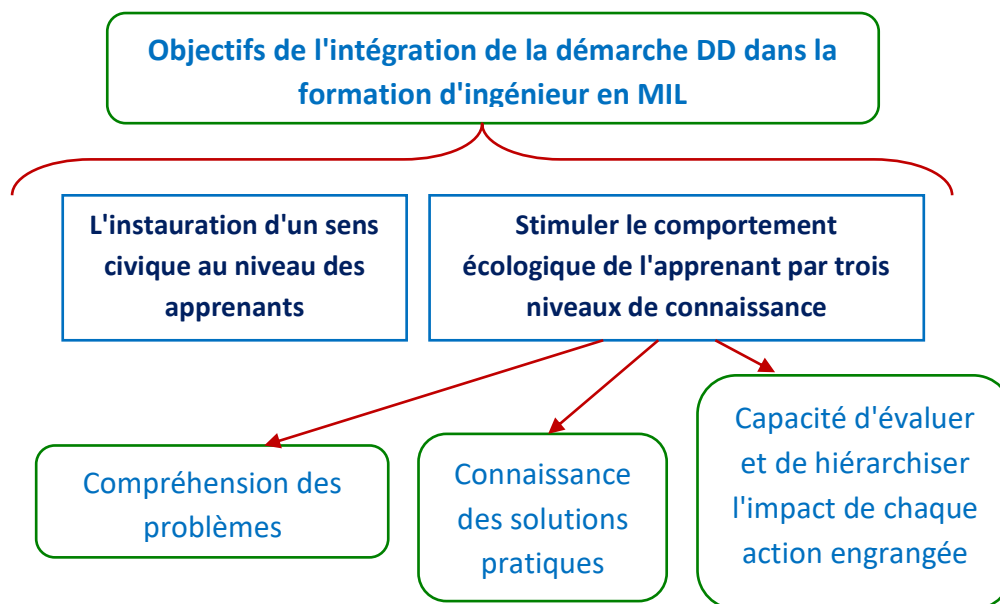 Objectifs de l'intégration de la démarche DD dans la
formation d'ingénieur en MIL
L'instauration d'un sens
civique au niveau des
apprenants
Stimuler le comportement
écologique de l'apprenant par trois
niveaux de connaissance
Compréhension des
problèmes
Connaissance
des solutions
pratiques
Capacité d'évaluer
et de hiérarchiser
l'impact de chaque
action engrangée